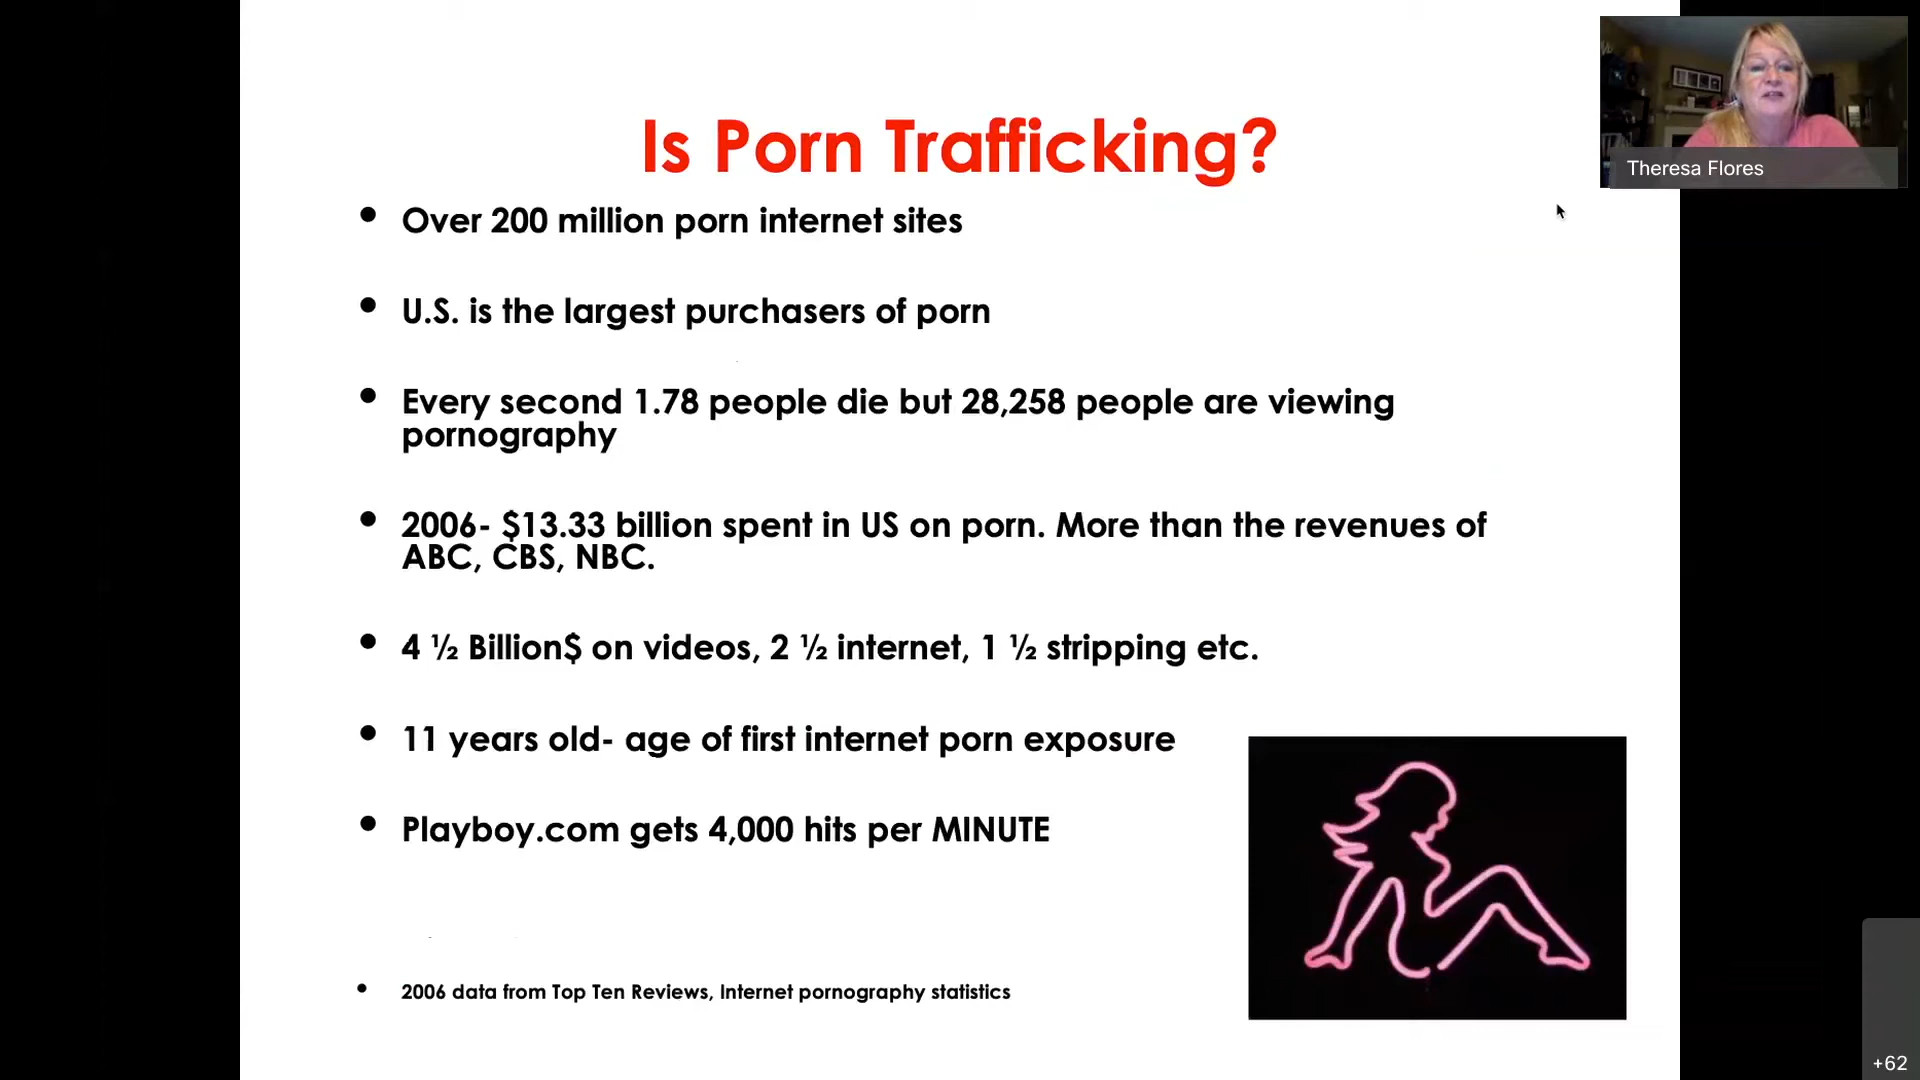 Is Porn Trafficking?
Theresa Flores
• Over 200 million porn internet sites
• U.S. is the largest purchasers of porn
• Every second 1.78 people die but 28,258 people are viewing
pornography
• 2006- $13.33 billion spent in US on porn. More than the revenues of
ABC, CBS, NBC.
• 4 ½ Billion$ on videos, 2 ½ internet, 1 ½ stripping etc.
• 11 years old- age of first internet porn exposure
• Playboy.com gets 4,000 hits per MINUTE
• 2006 data from Top Ten Reviews, Internet pornography statistics
+62